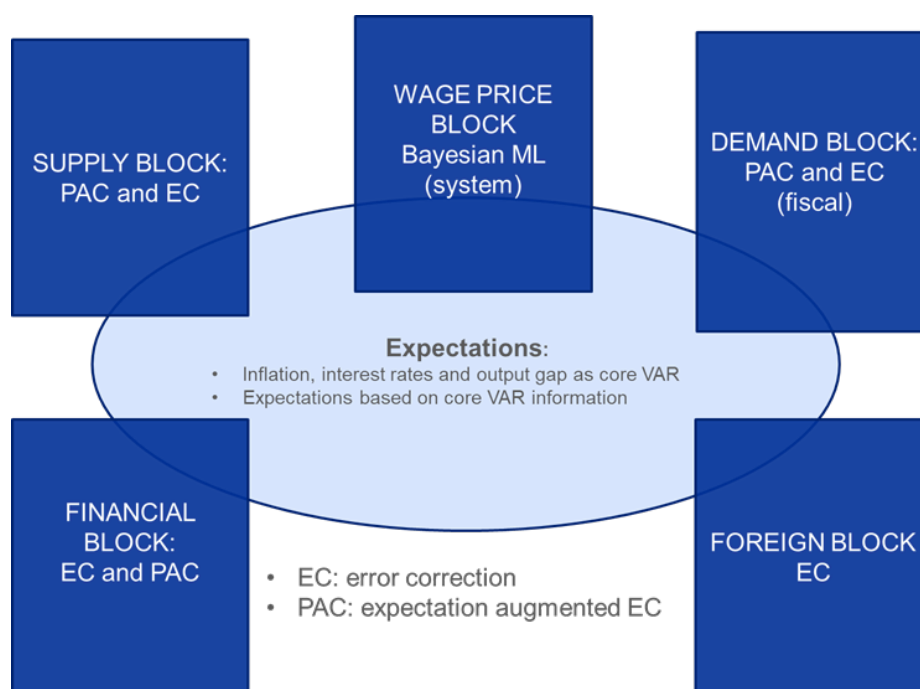 SUPPLY BLOCK:
PAC and EC
WAGE PRICE
BLOCK
Bayesian ML
(system)
DEMAND BLOCK:
PAC and EC
(fiscal)
Expectations:
• Inflation, interest rates and output gap as core VAR
• Expectations based on core VAR information
FINANCIAL
BLOCK:
EC and PAC
• EC: error correction
• PAC: expectation augmented EC
FOREIGN BLOCK
EC